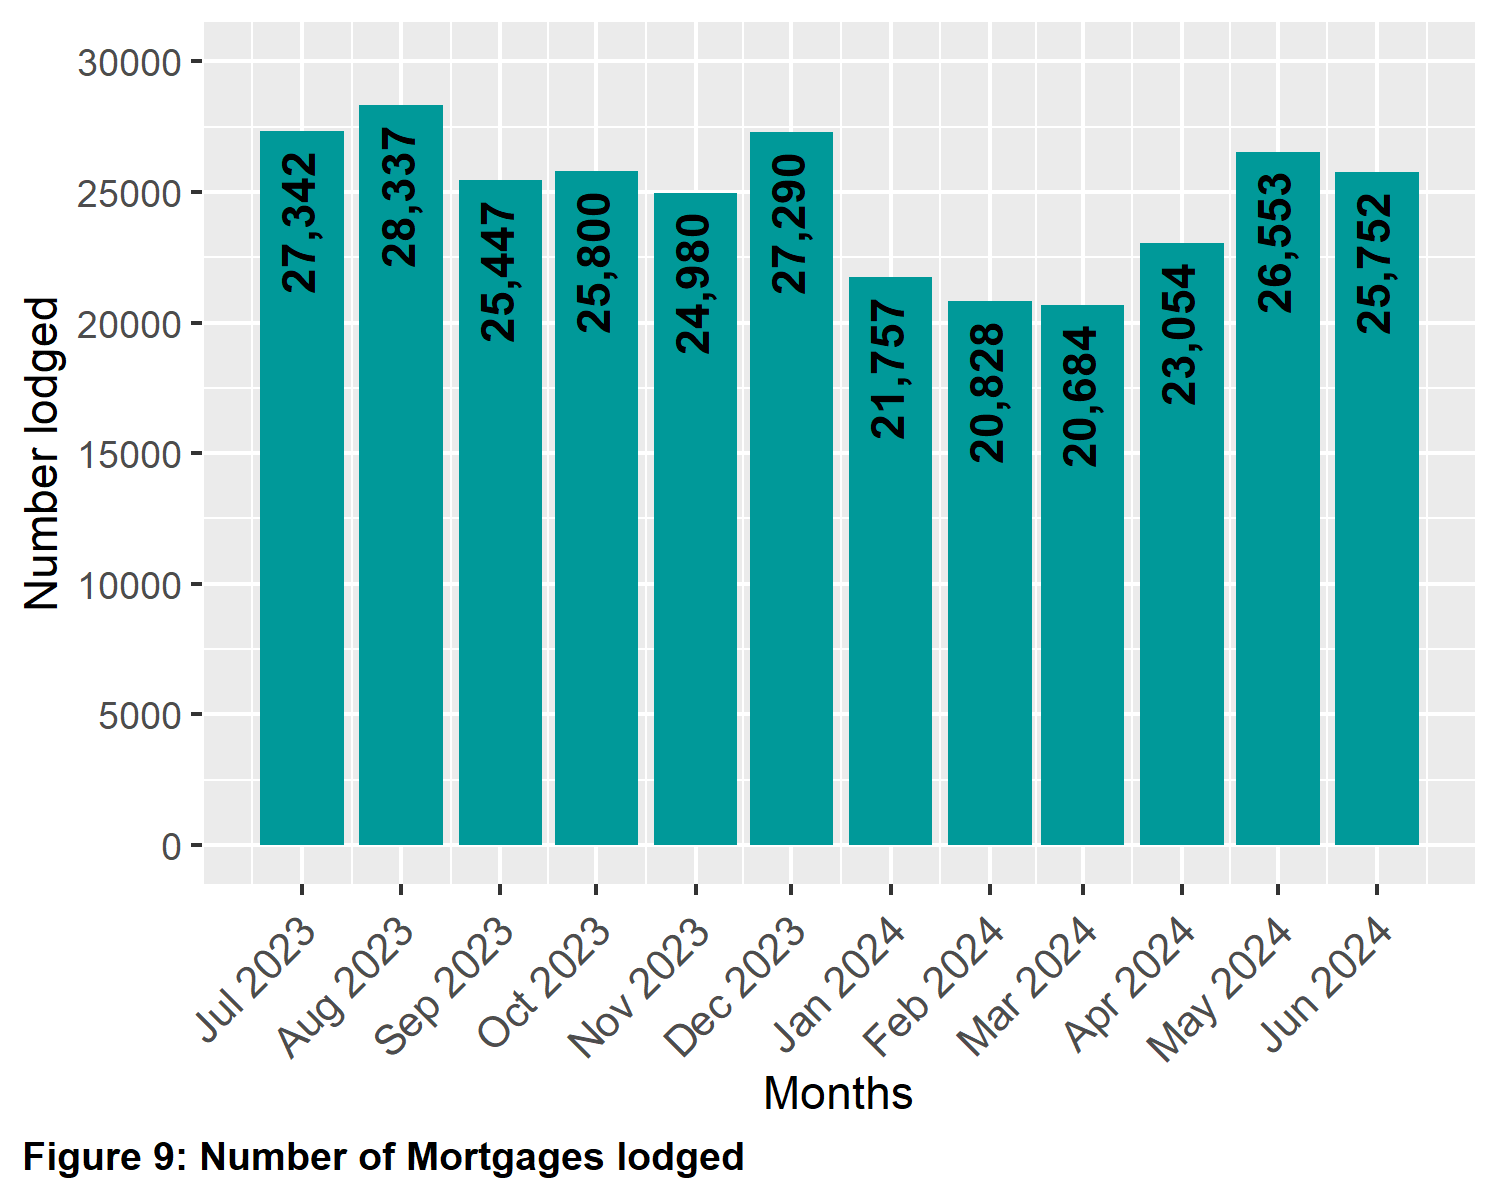 30000
25000
20000
15000
10000
5000
0
Number lodged
27,342
28,337
25,447
25,800
24,980
27,290
21,757
20,828
20,684
23,054
26,553
25,752
Jul 2023
Aug 2023
Sep 2023
Oct 2023
Nov 2023
Dec 2023
Jan 2024
Feb 2024
Mar 2024
Apr 2024
May 2024
Jun 2024
Months
Figure 9: Number of Mortgages lodged